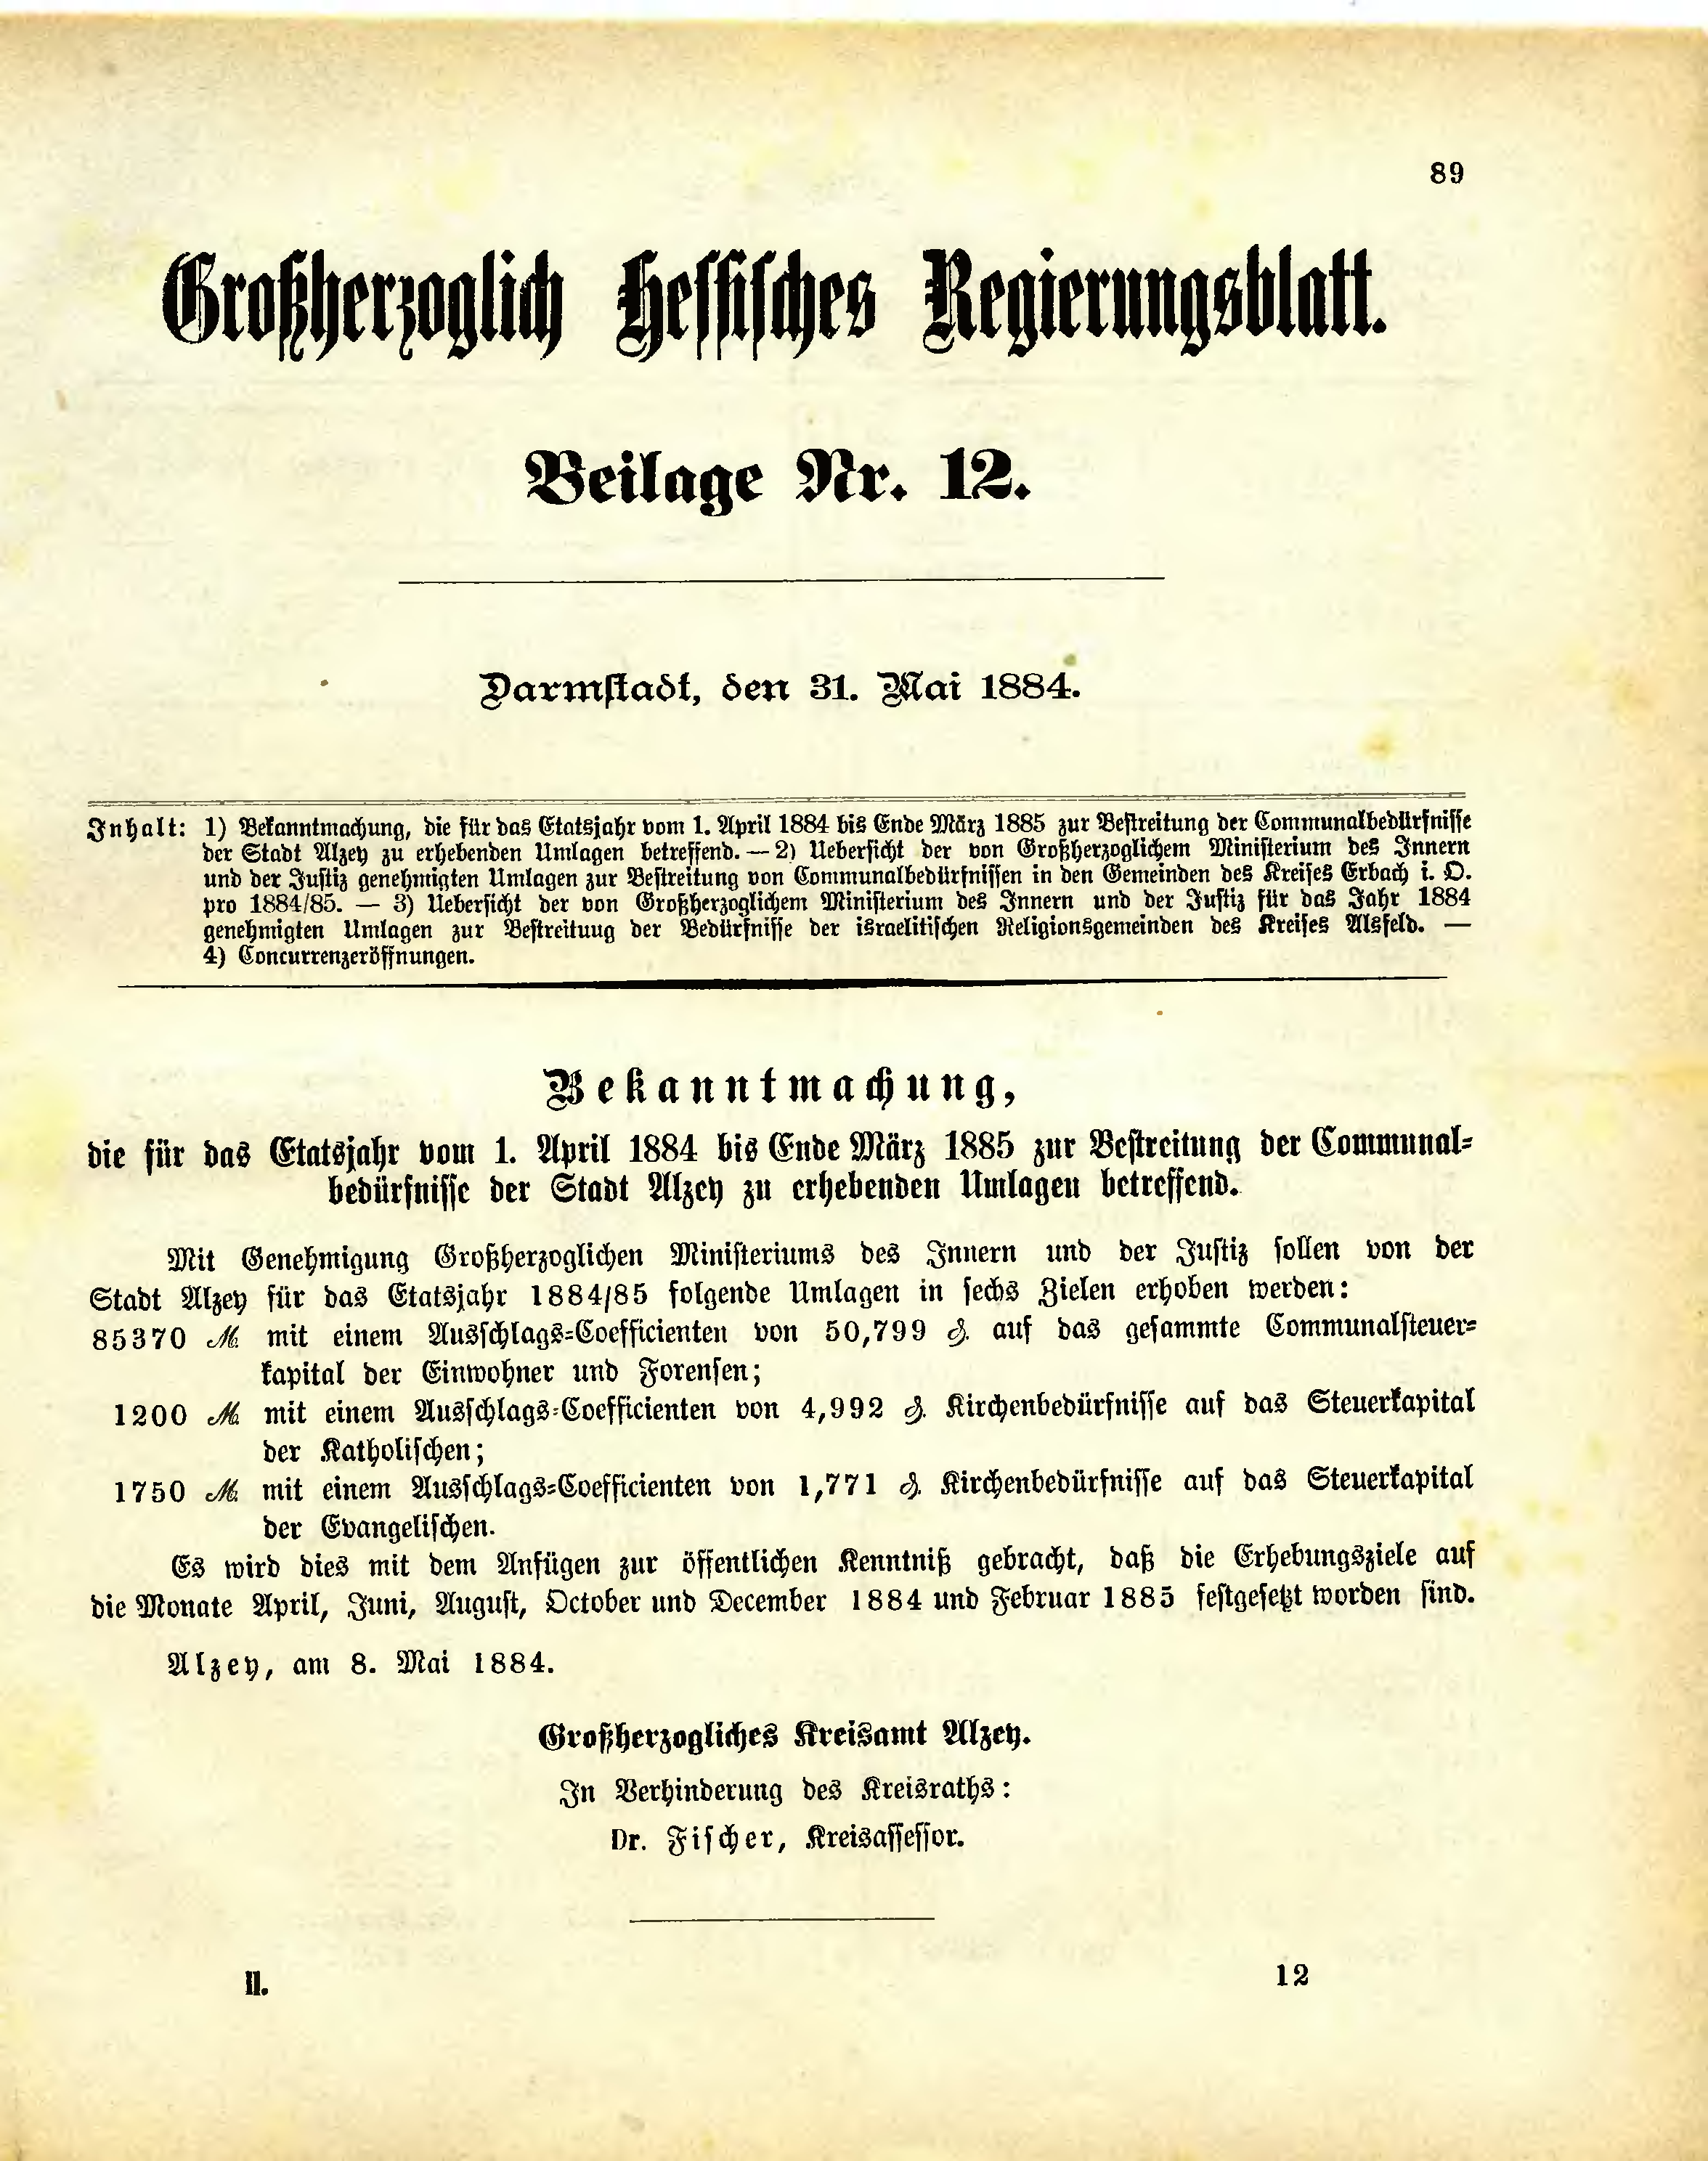 89
Großherzoglich Hessisches Regierungsblatt.
Beilage Nr. 12.
Darmstadt, den 31. Mai 1884.
Inhalt: 1) Bekanntmachung, die für das Etatsjahr vom 1. April 1884 bis Ende März 1885 zur Bestreitung der Communalbedürfnisse
der Stadt Alzey zu erhebenden Umlagen betreffend. — 2) Uebersicht der von Großherzoglichem Ministerium des Innern
und der Justiz genehmigten Umlagen zur Bestreitung von Communalbedürfnissen in den Gemeinden des Kreises Erbach i. O.
pro 1884/85. — 3) Uebersicht der von Großherzoglichem Ministerium des Innern und der Justiz für das Jahr 1884
genehmigten Umlagen zur Bestreituug der Bedürfnisse der israelitischen Religionsgemeinden des Kreises Alsfeld. —
4) Concurrenzeröffnungen.
Bekanntmachung,
die für das Etatsjahr vom 1. April 1884 bis Ende März 1885 zur Bestreitung der Communal-
bedürfnisse der Stadt Alzey zu erhebenden Umlagen betreffend.
Mit Genehmigung Großherzoglichen Ministeriums des Innern und der Justiz sollen von der
Stadt Alzey für das Etatsjahr 1884/85 folgende Umlagen in sechs Zielen erhoben werden:
85370 ℳ mit einem Ausschlags-Coefficienten von 50,799 ₰. auf das gesammte Communalsteuer-
kapital der Einwohner und Forensen;
1200 ℳ mit einem Ausschlags-Coefficienten von 4,992 ₰. Kirchenbedürfnisse auf das Steuerkapital
der Katholischen;
1750 ℳ mit einem Ausschlags-Coefficienten von 1,771 ₰. Kirchenbedürfnisse auf das Steuerkapital
der Evangelischen.
Es wird dies mit dem Anfügen zur öffentlichen Kenntniß gebracht, daß die Erhebungsziele auf
die Monate April, Juni, August, October und December 1884 und Februar 1885 festgesetzt worden sind.
Alzey, am 8. Mai 1884.
Großherzogliches Kreisamt Alzey.
In Verhinderung des Kreisraths:
Dr. Fischer, Kreisassessor.
II. 12